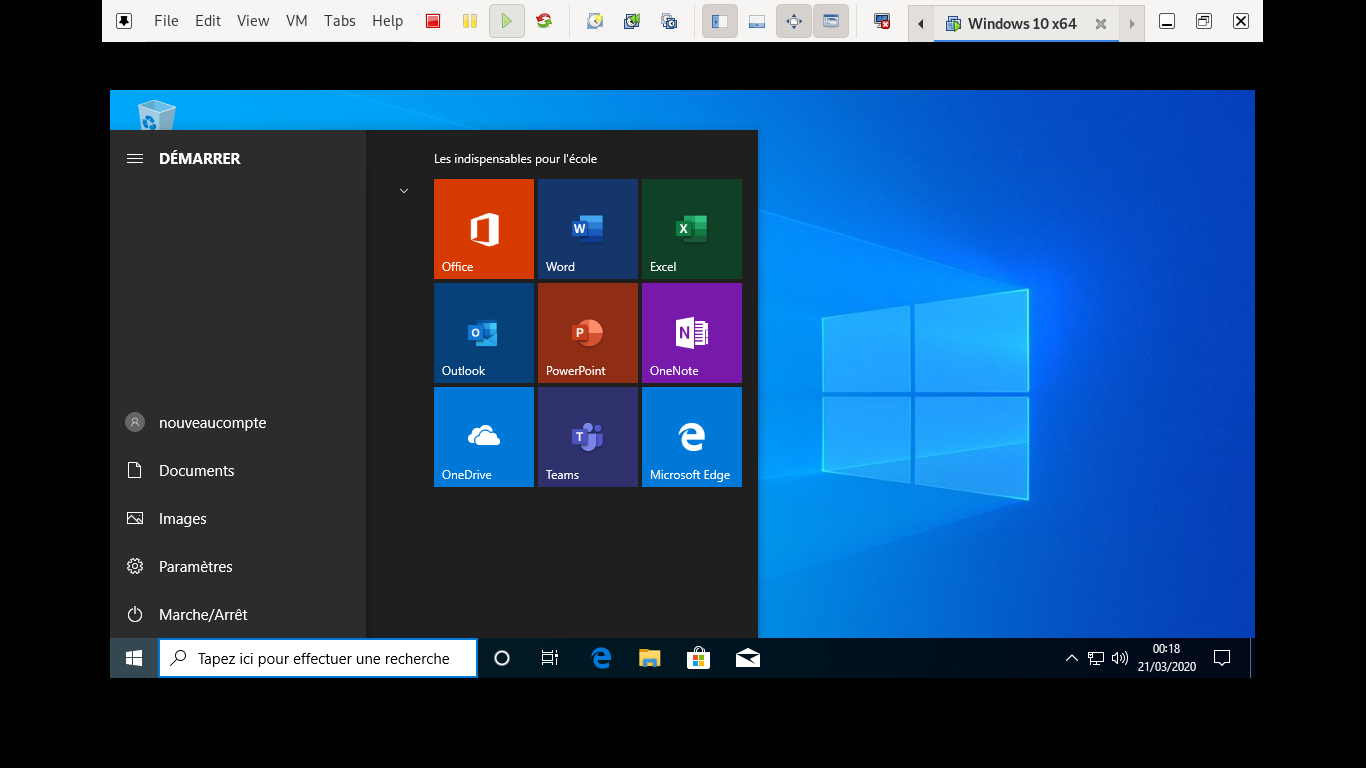 File Edit View VM Tabs Help
Windows 10 x64
DÉMARRER
nouveaucompte
Documents
Images
Paramètres
Marche/Arrêt
Les indispensables pour l'école
Office
Word
Excel
Outlook
PowerPoint
OneNote
OneDrive
Teams
Microsoft Edge
Tapez ici pour effectuer une recherche
00:18
21/03/2020